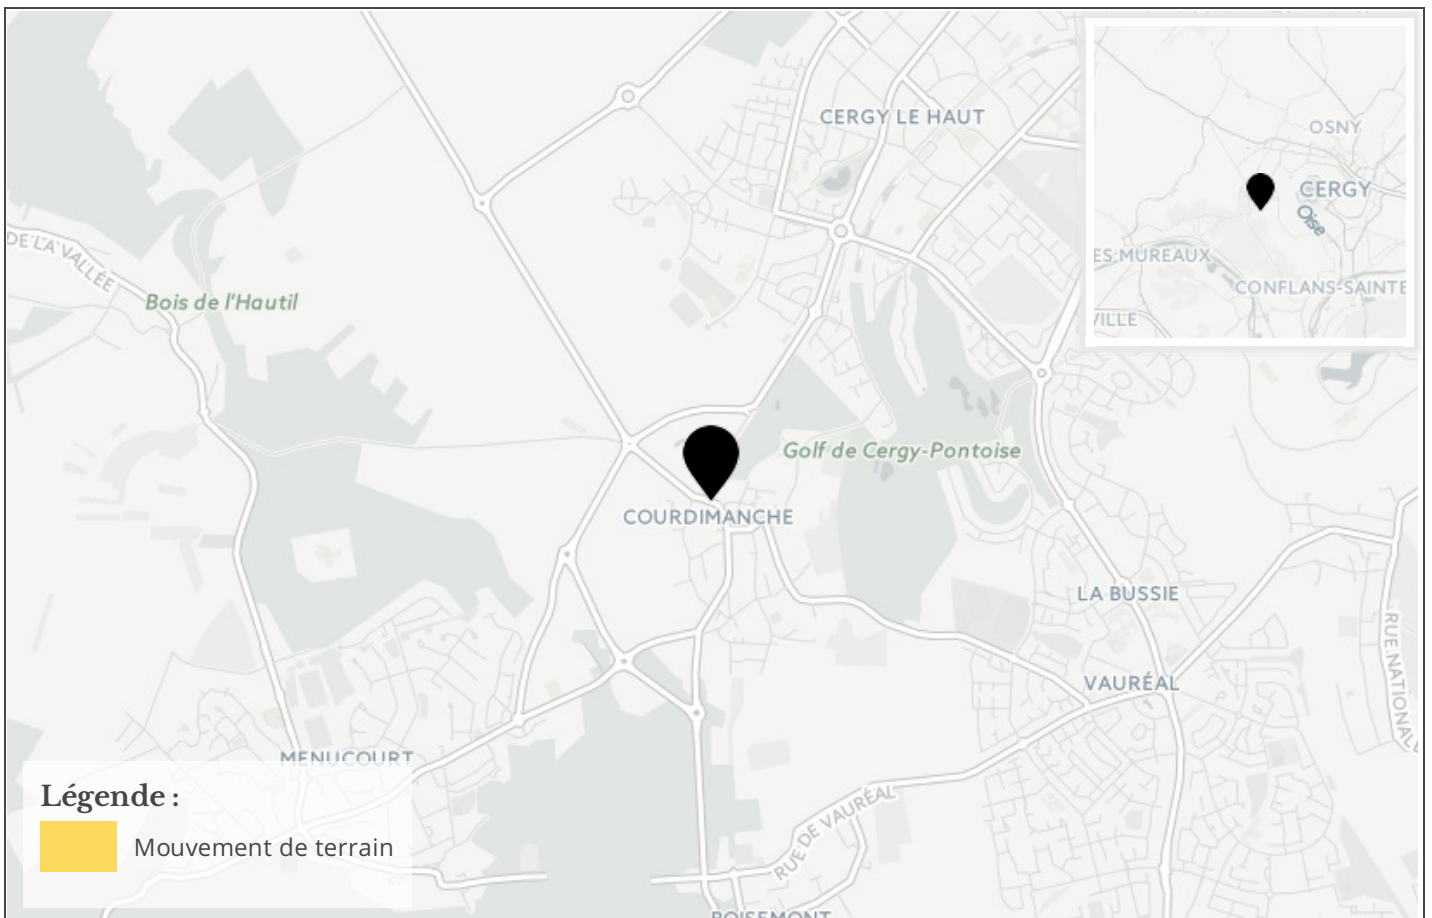 CERGY LE HAUT
OSNY
CERGY
Oise
ES MUREAUX
CONFLANS-SAINTE
VILLE
DE LA VALLÉE
Bois de l'Hautil
Golf de Cergy-Pontoise
COURDIMANCHE
LA BUSSIE
RUE NATIONAL
VAURÉAL
MENUCOURT
RUE DE VAURÉAL
BOISEMONT
Légende :
Mouvement de terrain